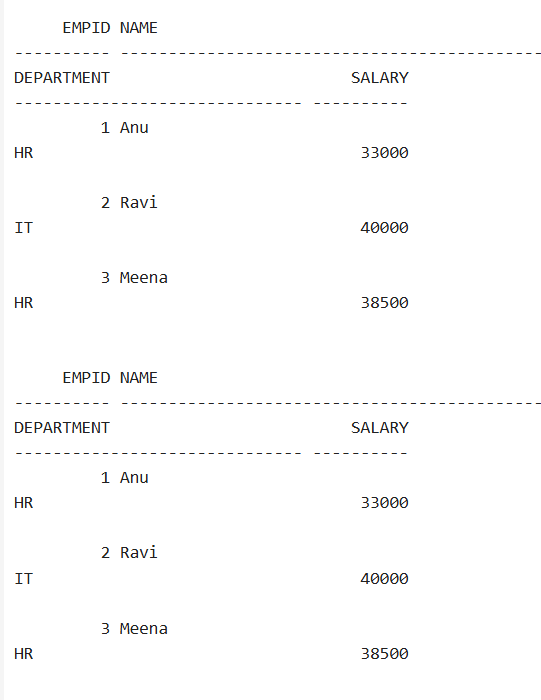 EMPID NAME
---------- --------------------------------------------
DEPARTMENT                         SALARY
------------------------------ ----------
         1 Anu
HR                                  33000
         2 Ravi
IT                                  40000
         3 Meena
HR                                  38500
     EMPID NAME
---------- --------------------------------------------
DEPARTMENT                         SALARY
------------------------------ ----------
         1 Anu
HR                                  33000
         2 Ravi
IT                                  40000
         3 Meena
HR                                  38500